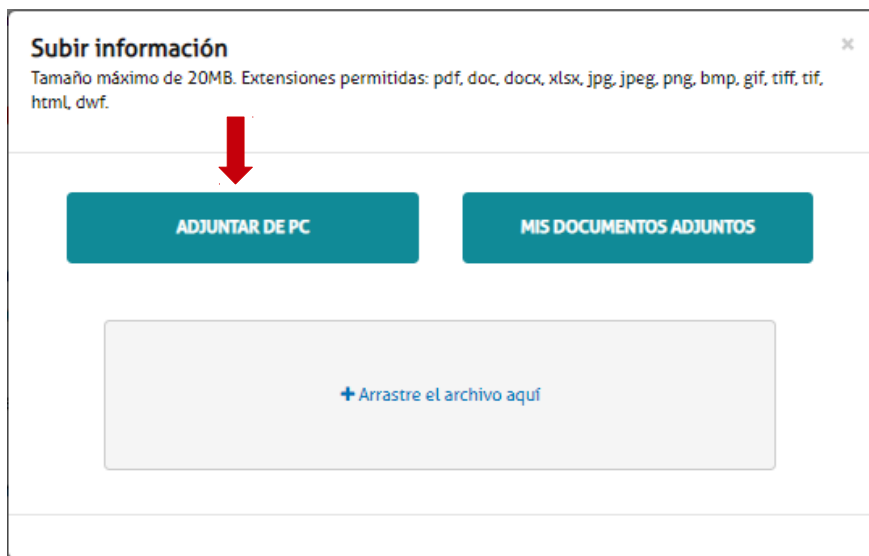 Subir información
×
Tamaño máximo de 20MB. Extensiones permitidas: pdf, doc, docx, xlsx, jpg, jpeg, png, bmp, gif, tiff, tif,
html, dwf.
ADJUNTAR DE PC
MIS DOCUMENTOS ADJUNTOS
+ Arrastre el archivo aquí